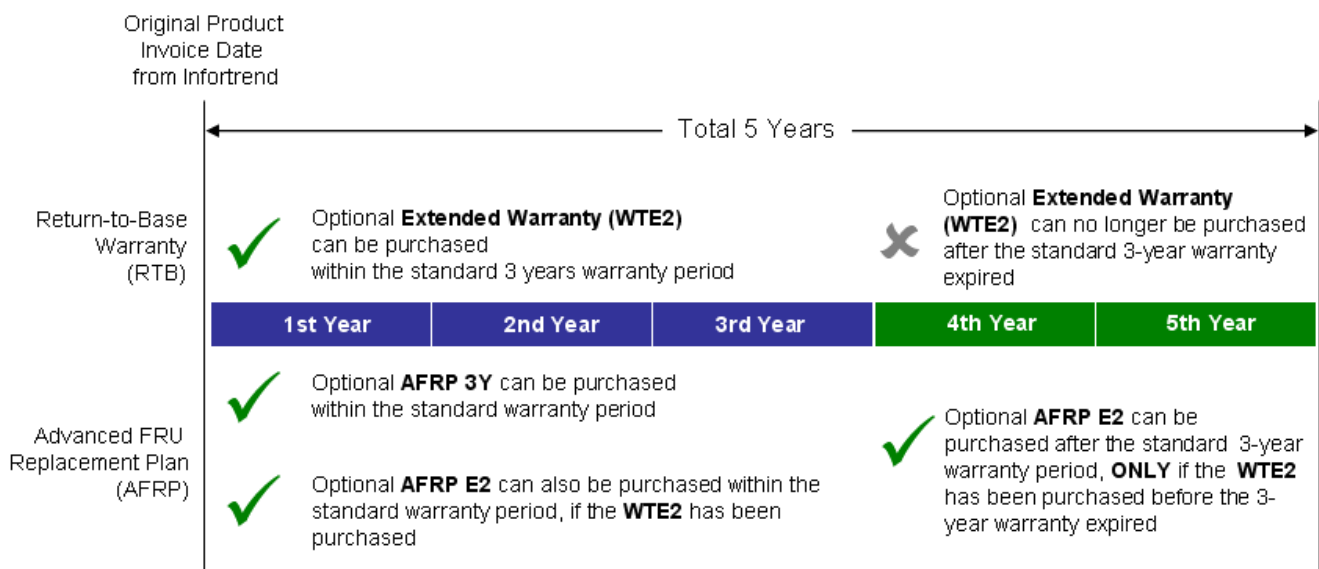 Original Product
Invoice Date
from Infortrend
Total 5 Years
Return-to-Base
Warranty
(RTB)
Optional Extended Warranty (WTE2)
can be purchased
within the standard 3 years warranty period
Optional Extended Warranty
(WTE2) can no longer be purchased
after the standard 3-year warranty
expired
1st Year 2nd Year 3rd Year 4th Year 5th Year
Advanced FRU
Replacement Plan
(AFRP)
Optional AFRP 3Y can be purchased
within the standard warranty period
Optional AFRP E2 can also be purchased within the
standard warranty period, if the WTE2 has been
purchased
Optional AFRP E2 can be
purchased after the standard 3-year
warranty period, ONLY if the WTE2
has been purchased before the 3-
year warranty expired